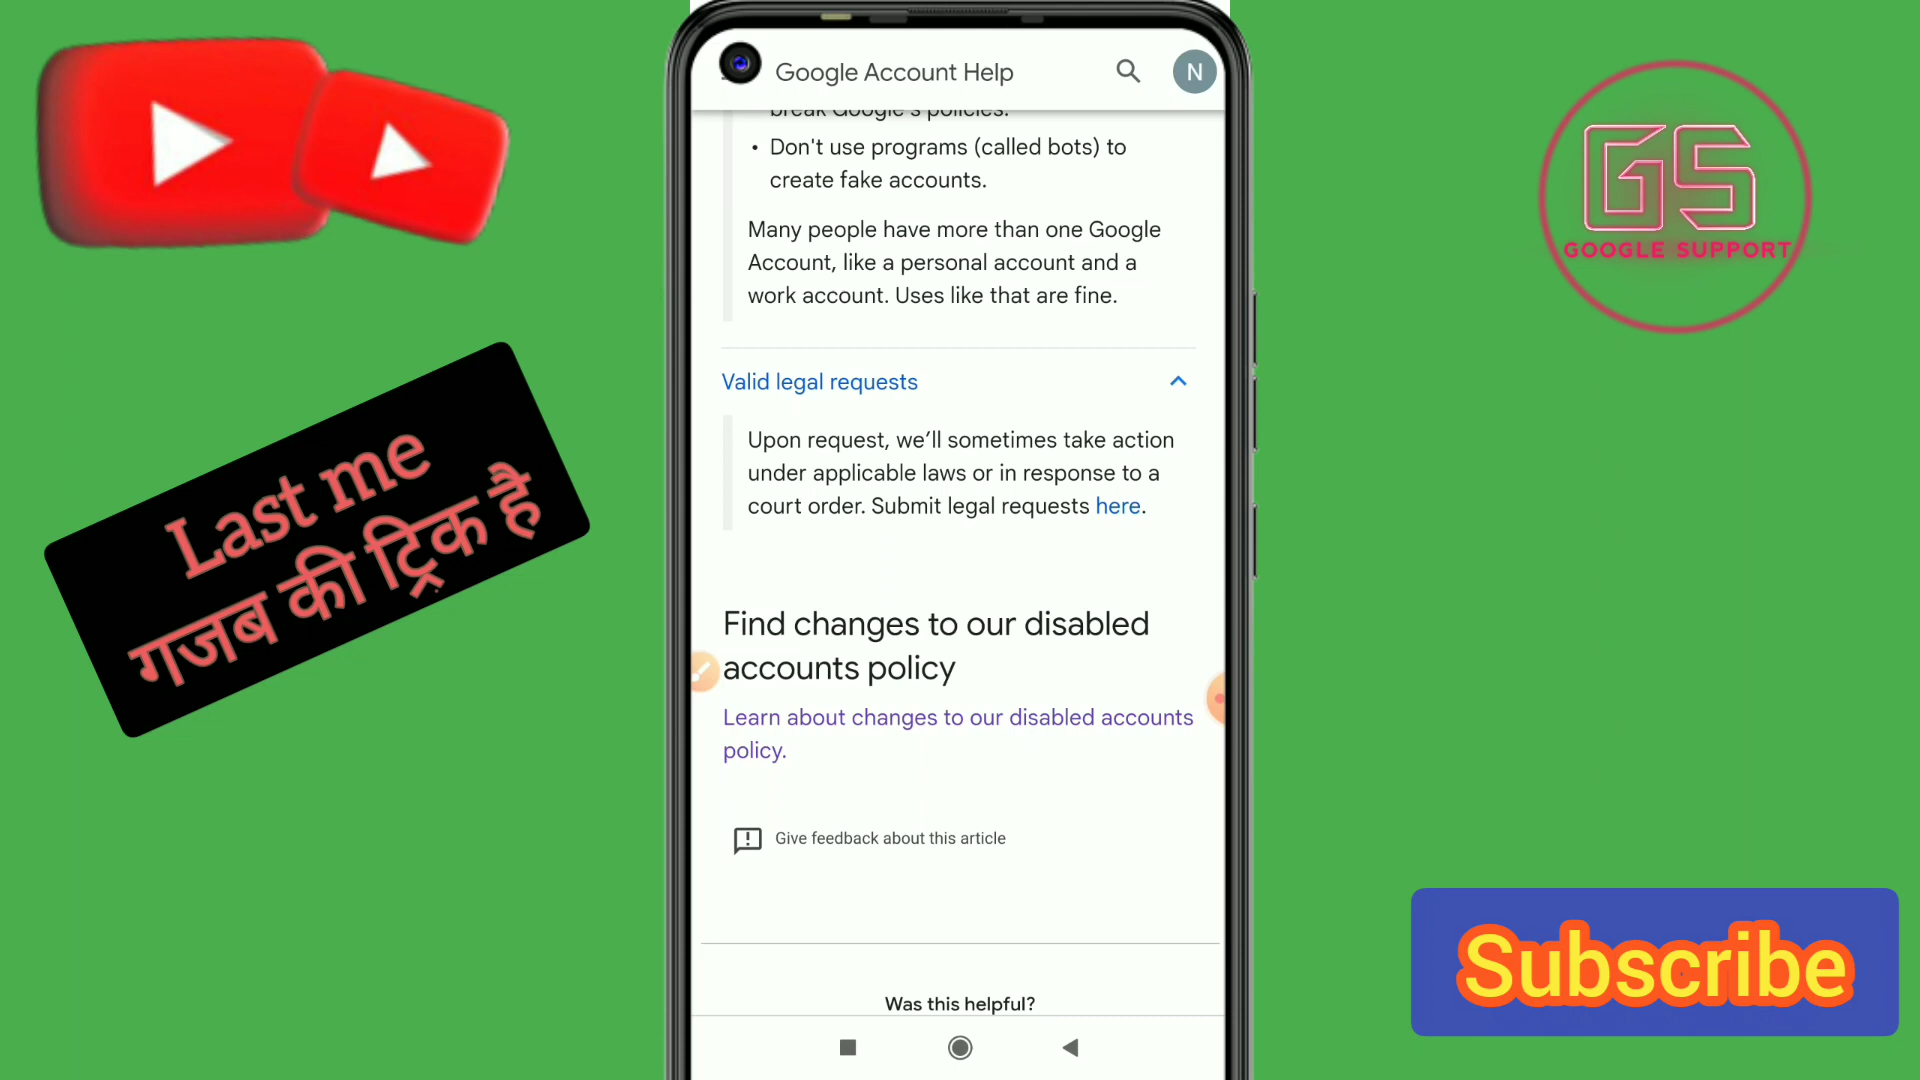 Google Account Help
N
break Google's policies.
• Don't use programs (called bots) to
create fake accounts.
Many people have more than one Google
Account, like a personal account and a
work account. Uses like that are fine.
Valid legal requests
Upon request, we’ll sometimes take action
under applicable laws or in response to a
court order. Submit legal requests here.
Find changes to our disabled
accounts policy
Learn about changes to our disabled accounts
policy.
Give feedback about this article
Was this helpful?
Last me
गजब की ट्रिक है
GS
GOOGLE SUPPORT
Subscribe